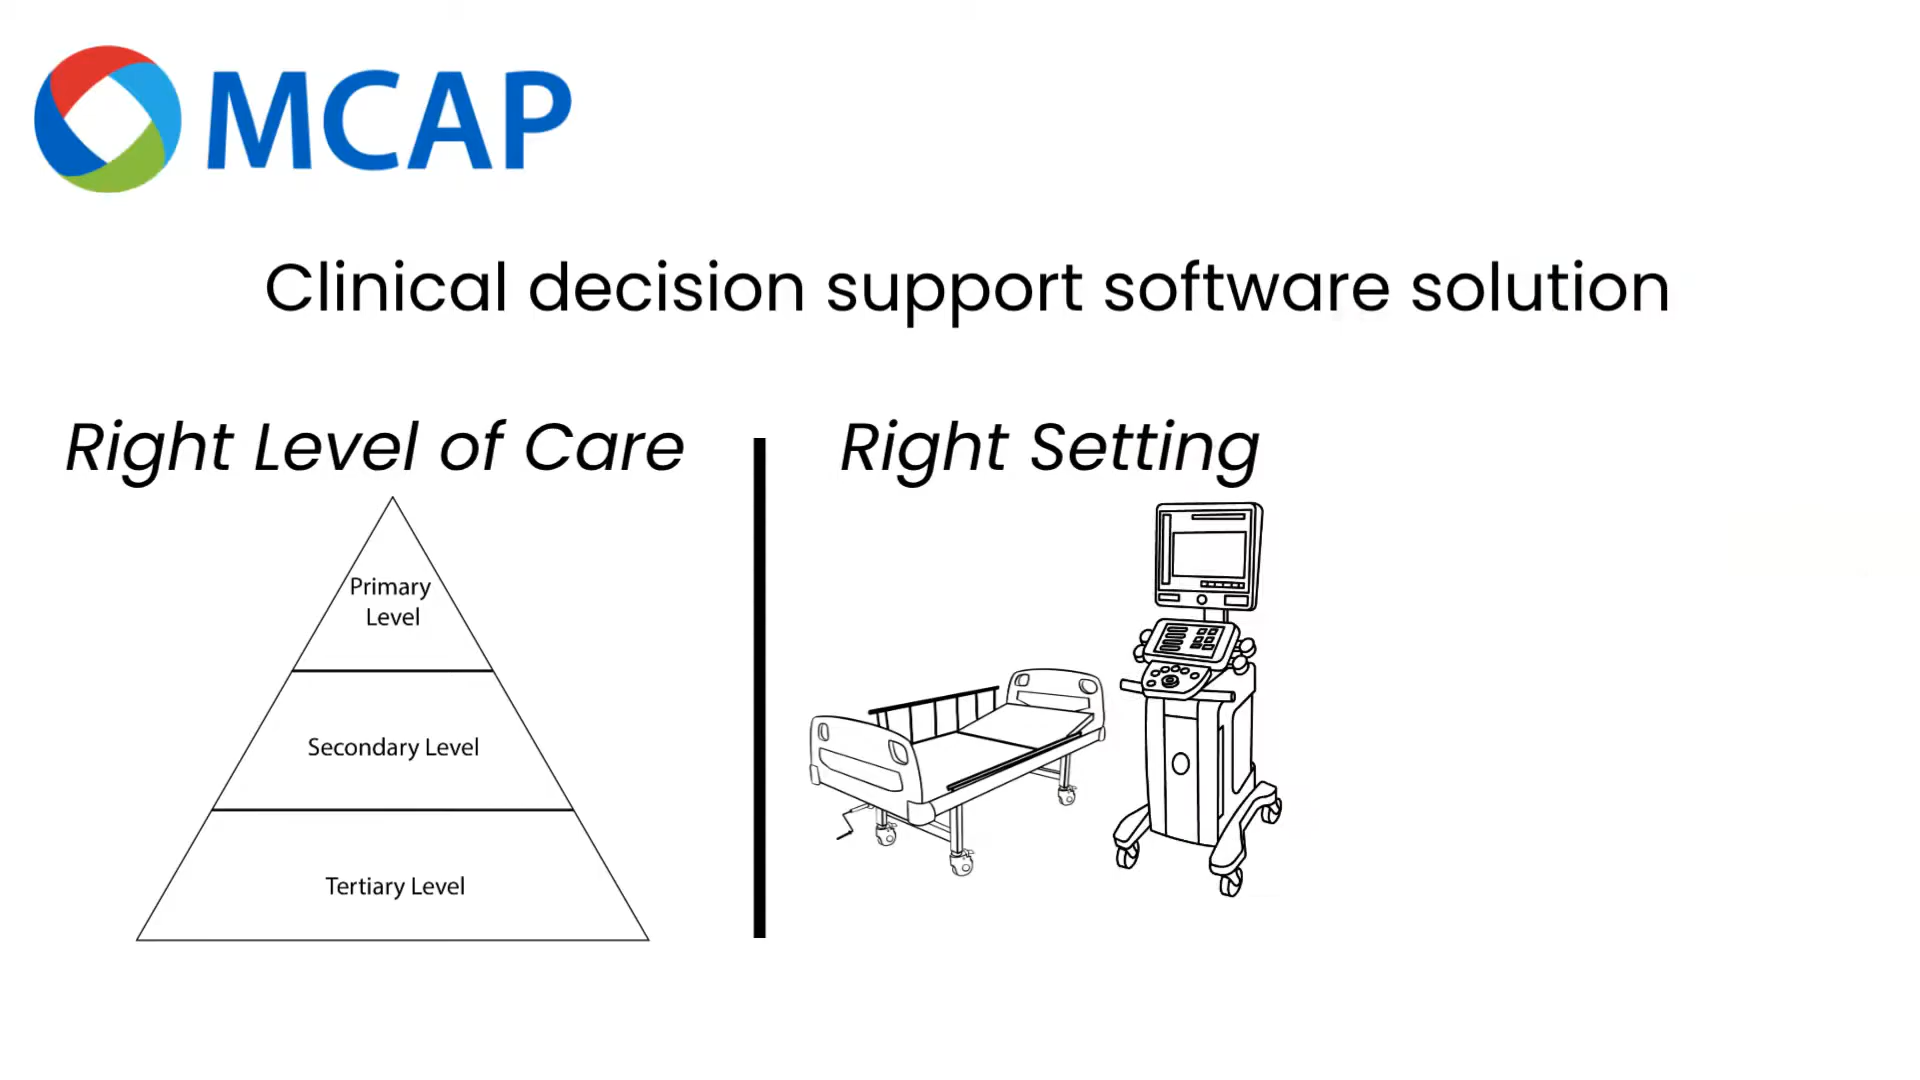 MCAP
Clinical decision support software solution
Right Level of Care
Primary
Level
Secondary Level
Tertiary Level
Right Setting